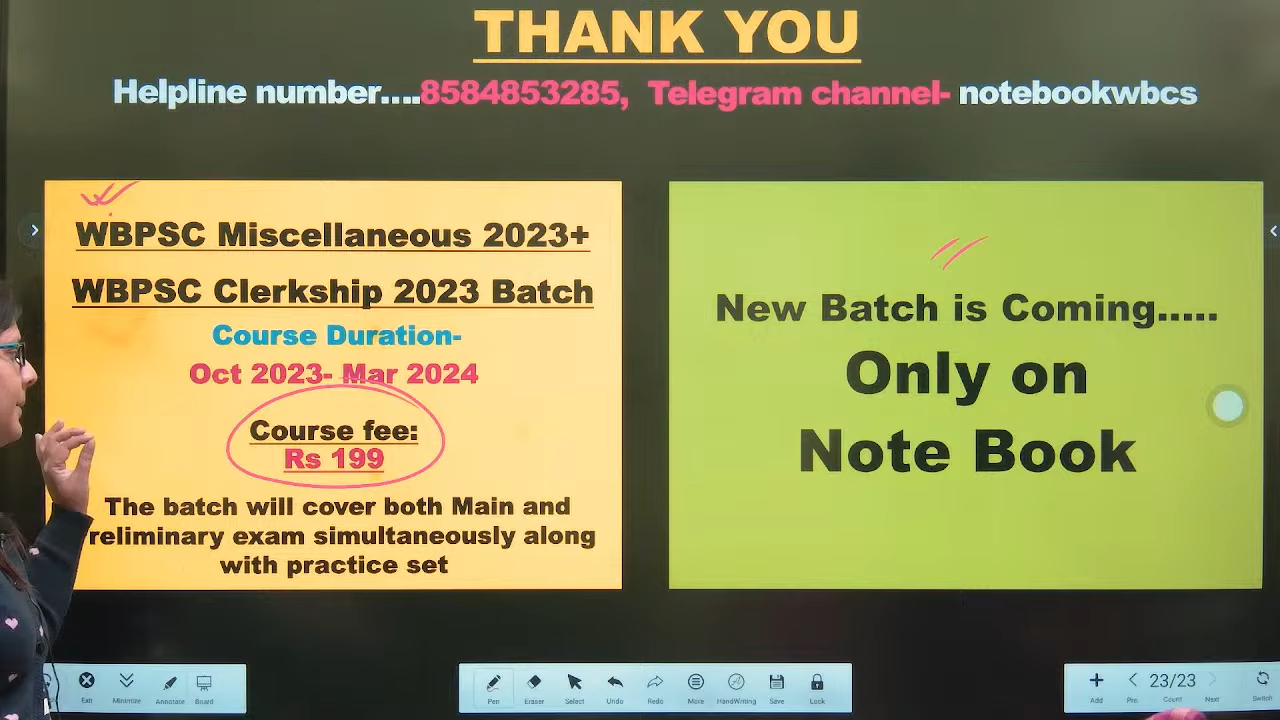 THANK YOU
Helpline number....8584853285, Telegram channel- notebookwbcs
WBPSC Miscellaneous 2023+
WBPSC Clerkship 2023 Batch
Course Duration-
Oct 2023- Mar 2024
Course fee:
Rs 199
The batch will cover both Main and
reliminary exam simultaneously along
with practice set
New Batch is Coming.....
Only on
Note Book
Exit
Minimize
Annotate
Board
Pen
Eraser
Select
Undo
Redo
More
HandWriting
Save
Lock
Add
Pre.
23/23
Count
Next
Switch